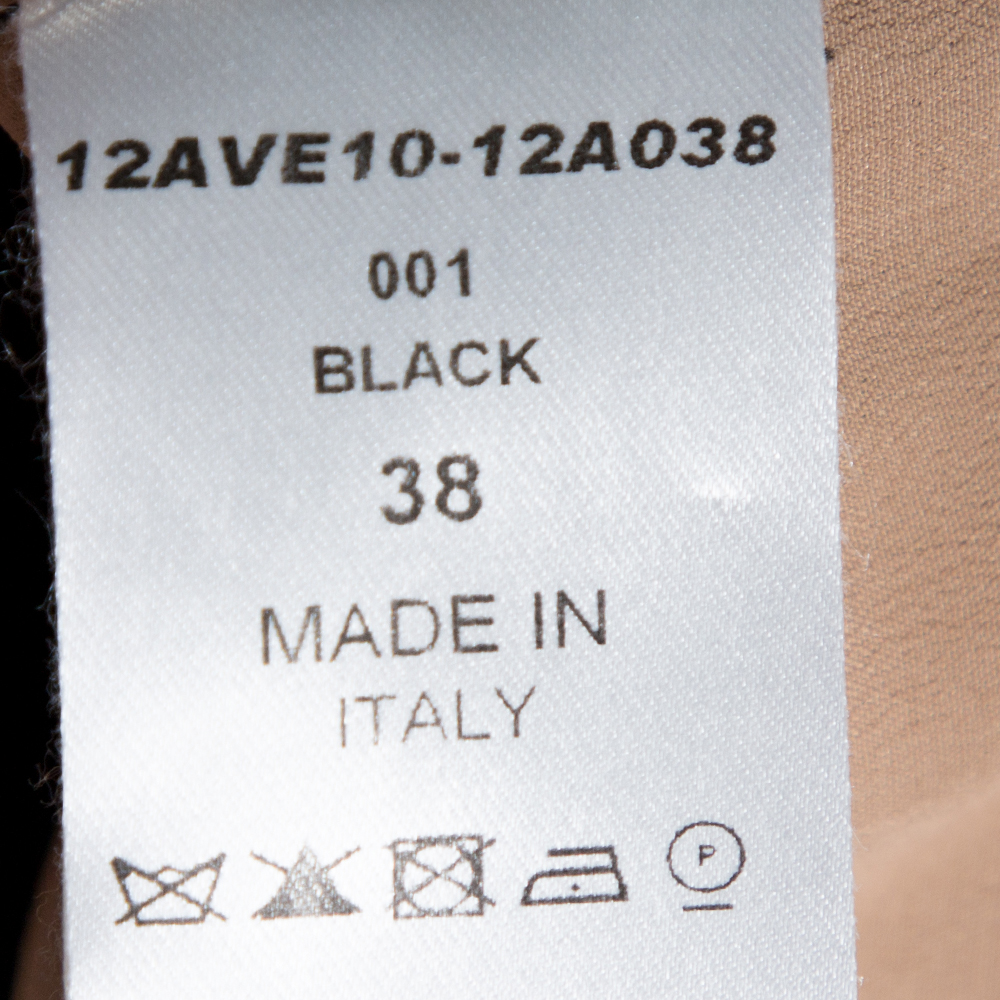 12AVE10-12A038
001
BLACK
38
MADE IN
ITALY
P